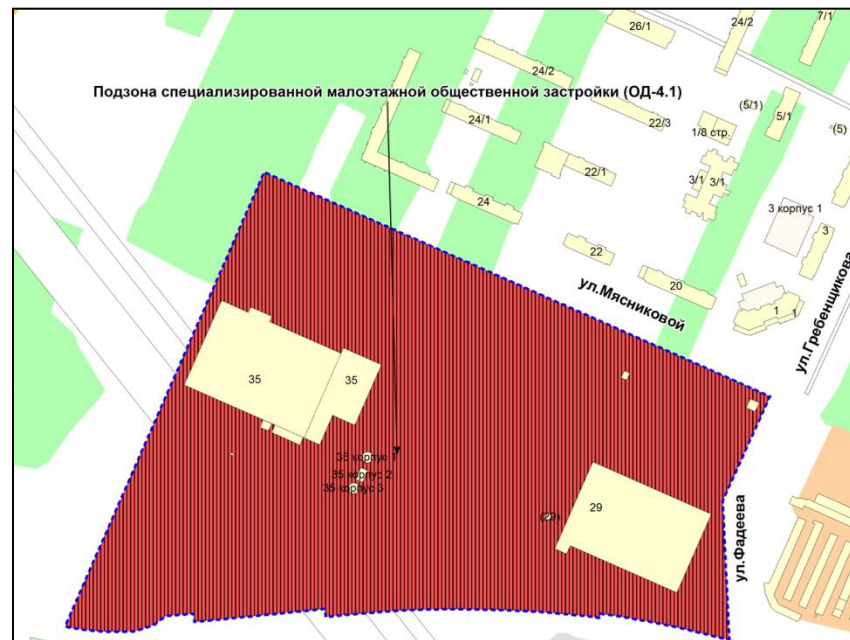 26/1
24/2
7/1
24/2
Подзона специализированной малоэтажной общественной застройки (ОД-4.1)
24/1
22/3
(5/1)
5/1
(5)
1/8 стр.
22/1
3/1
3/1
24
3 корпус 1
3
22
20
ул.Мясниковой
1
1
ул.Гребенщикова
35
35
35 корпус 1
35 корпус 2
35 корпус 3
29
(29)
ул.Фадеева